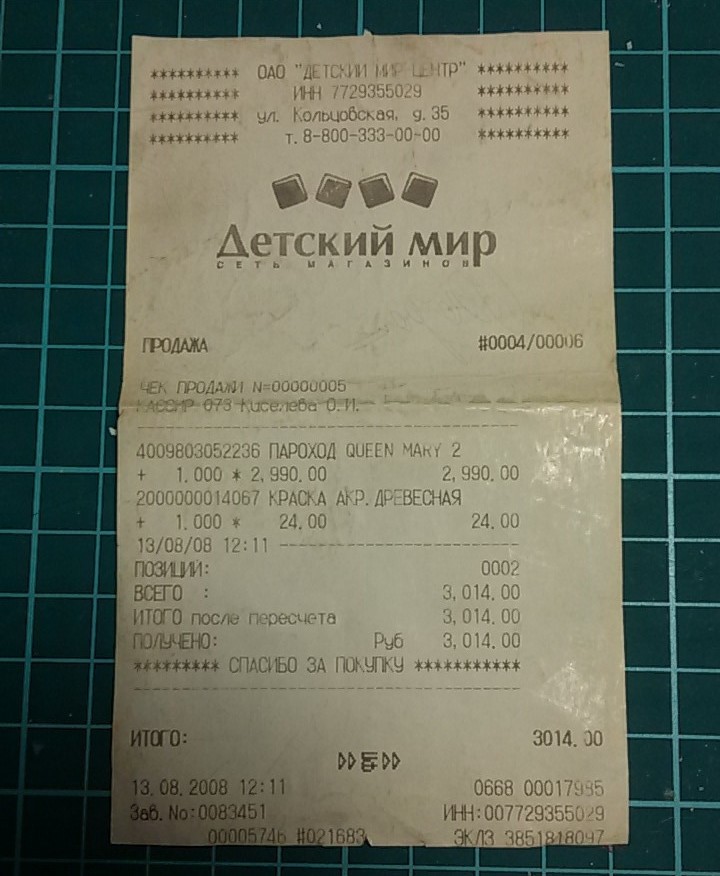 ********** ОАО "ДЕТСКИЙ МИР-ЦЕНТР" **********
********** ИНН 7729355029 **********
********** ул. Кольцовская, д.35 **********
********** т.8-800-333-00-00 **********
Детский мир
СЕТЬ МАГАЗИНОВ
ПРОДАЖА #0004/00006
ЧЕК ПРОДАЖИ N=00000005
КАССИР 073 Киселева О.И.
4009803052236 ПАРОХОД QUEEN MARY 2
+ 1.000 * 2,990.00 2,990.00
2000000014067 КРАСКА АКР.ДРЕВЕСНАЯ
+ 1.000 * 24.00 24.00
13/08/08 12:11 --------------------
ПОЗИЦИЙ: 0002
ВСЕГО : 3,014.00
ИТОГО после пересчета 3,014.00
ПОЛУЧЕНО: Руб 3,014.00
********* СПАСИБО ЗА ПОКУПКУ ***********
ИТОГО: 3014.00
13.08.2008 12:11 0668 00017985
Зав.No:0083451 ИНН:007729355029
00005746 #021683 ЭКЛЗ 3851818097